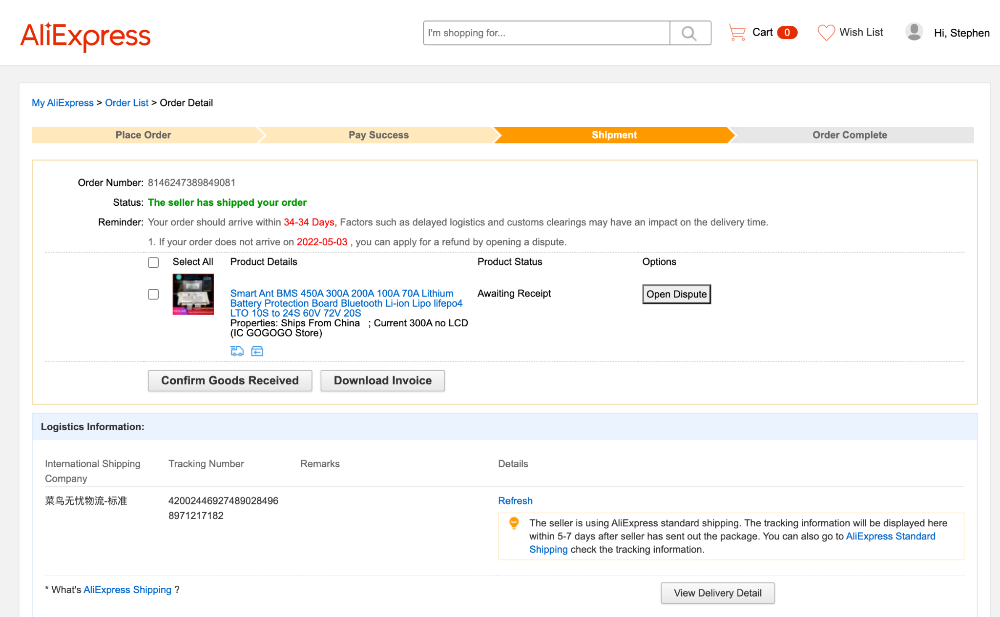 AliExpress
I'm shopping for...
Cart 0
Wish List
Hi, Stephen
My AliExpress > Order List > Order Detail
Place Order
Pay Success
Shipment
Order Complete
Order Number: 8146247389849081
Status: The seller has shipped your order
Reminder: Your order should arrive within 34-34 Days, Factors such as delayed logistics and customs clearings may have an impact on the delivery time.
1. If your order does not arrive on 2022-05-03 , you can apply for a refund by opening a dispute.
Select All Product Details Product Status Options
Smart Ant BMS 450A 300A 200A 100A 70A Lithium
Battery Protection Board Bluetooth Li-ion Lipo lifepo4
LTO 10S to 24S 60V 72V 20S
Properties: Ships From China ; Current 300A no LCD
(IC GOGOGO Store)
Awaiting Receipt
Open Dispute
Confirm Goods Received
Download Invoice
Logistics Information:
International Shipping
Company
Tracking Number
Remarks
Details
菜鸟无忧物流-标准
42002446927489028496
8971217182
Refresh
The seller is using AliExpress standard shipping. The tracking information will be displayed here
within 5-7 days after seller has sent out the package. You can also go to AliExpress Standard
Shipping check the tracking information.
* What's AliExpress Shipping ?
View Delivery Detail